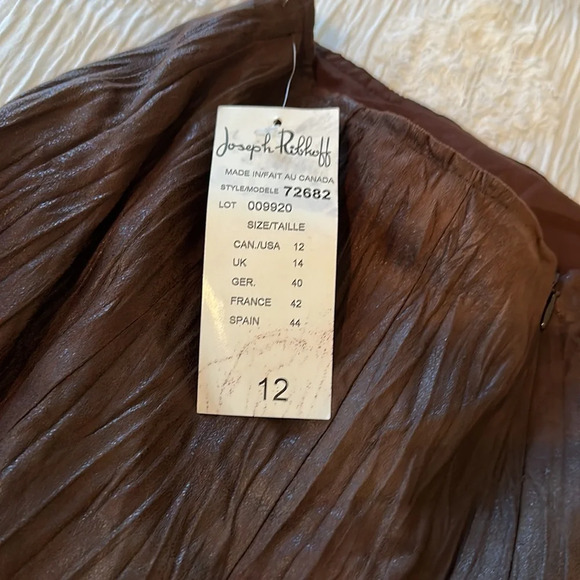 Joseph Ribkoff
MADE IN/FAIT AU CANADA
STYLE/MODÈLE 72682
LOT 009920
SIZE/TAILLE
CAN./USA 12
UK 14
GER. 40
FRANCE 42
SPAIN 44
12